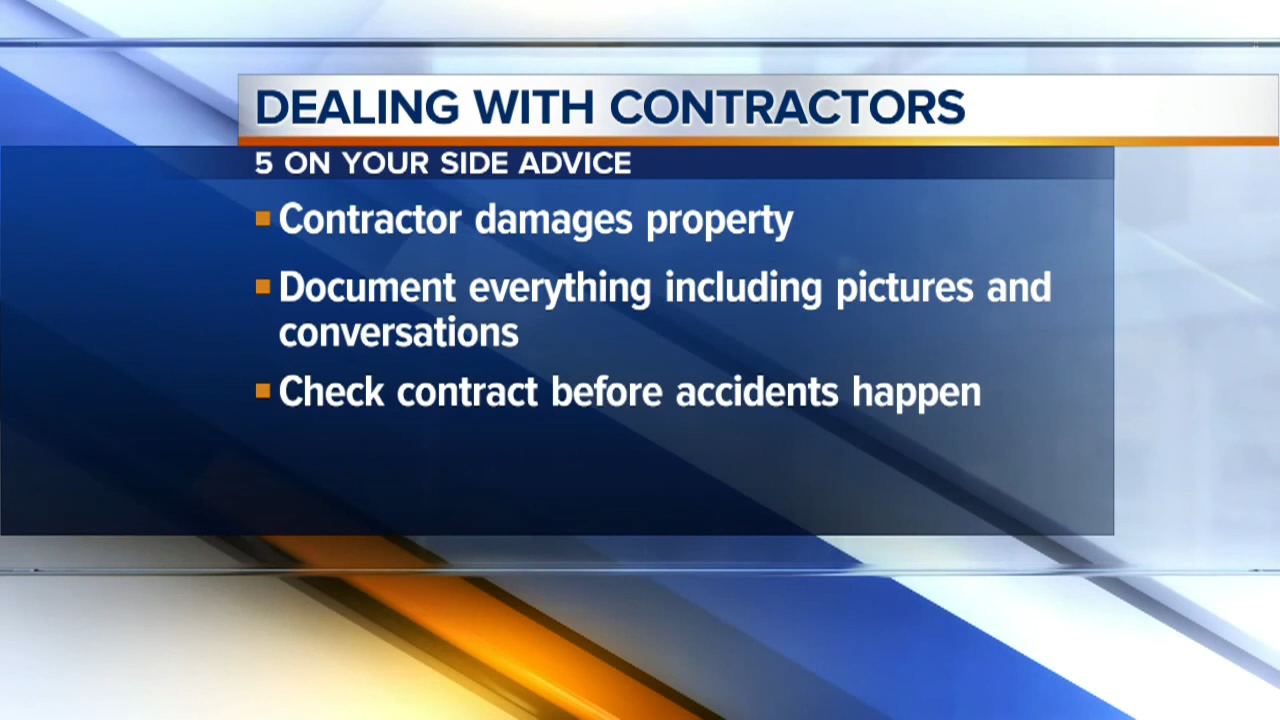 DEALING WITH CONTRACTORS
5 ON YOUR SIDE ADVICE
Contractor damages property
Document everything including pictures and
conversations
Check contract before accidents happen